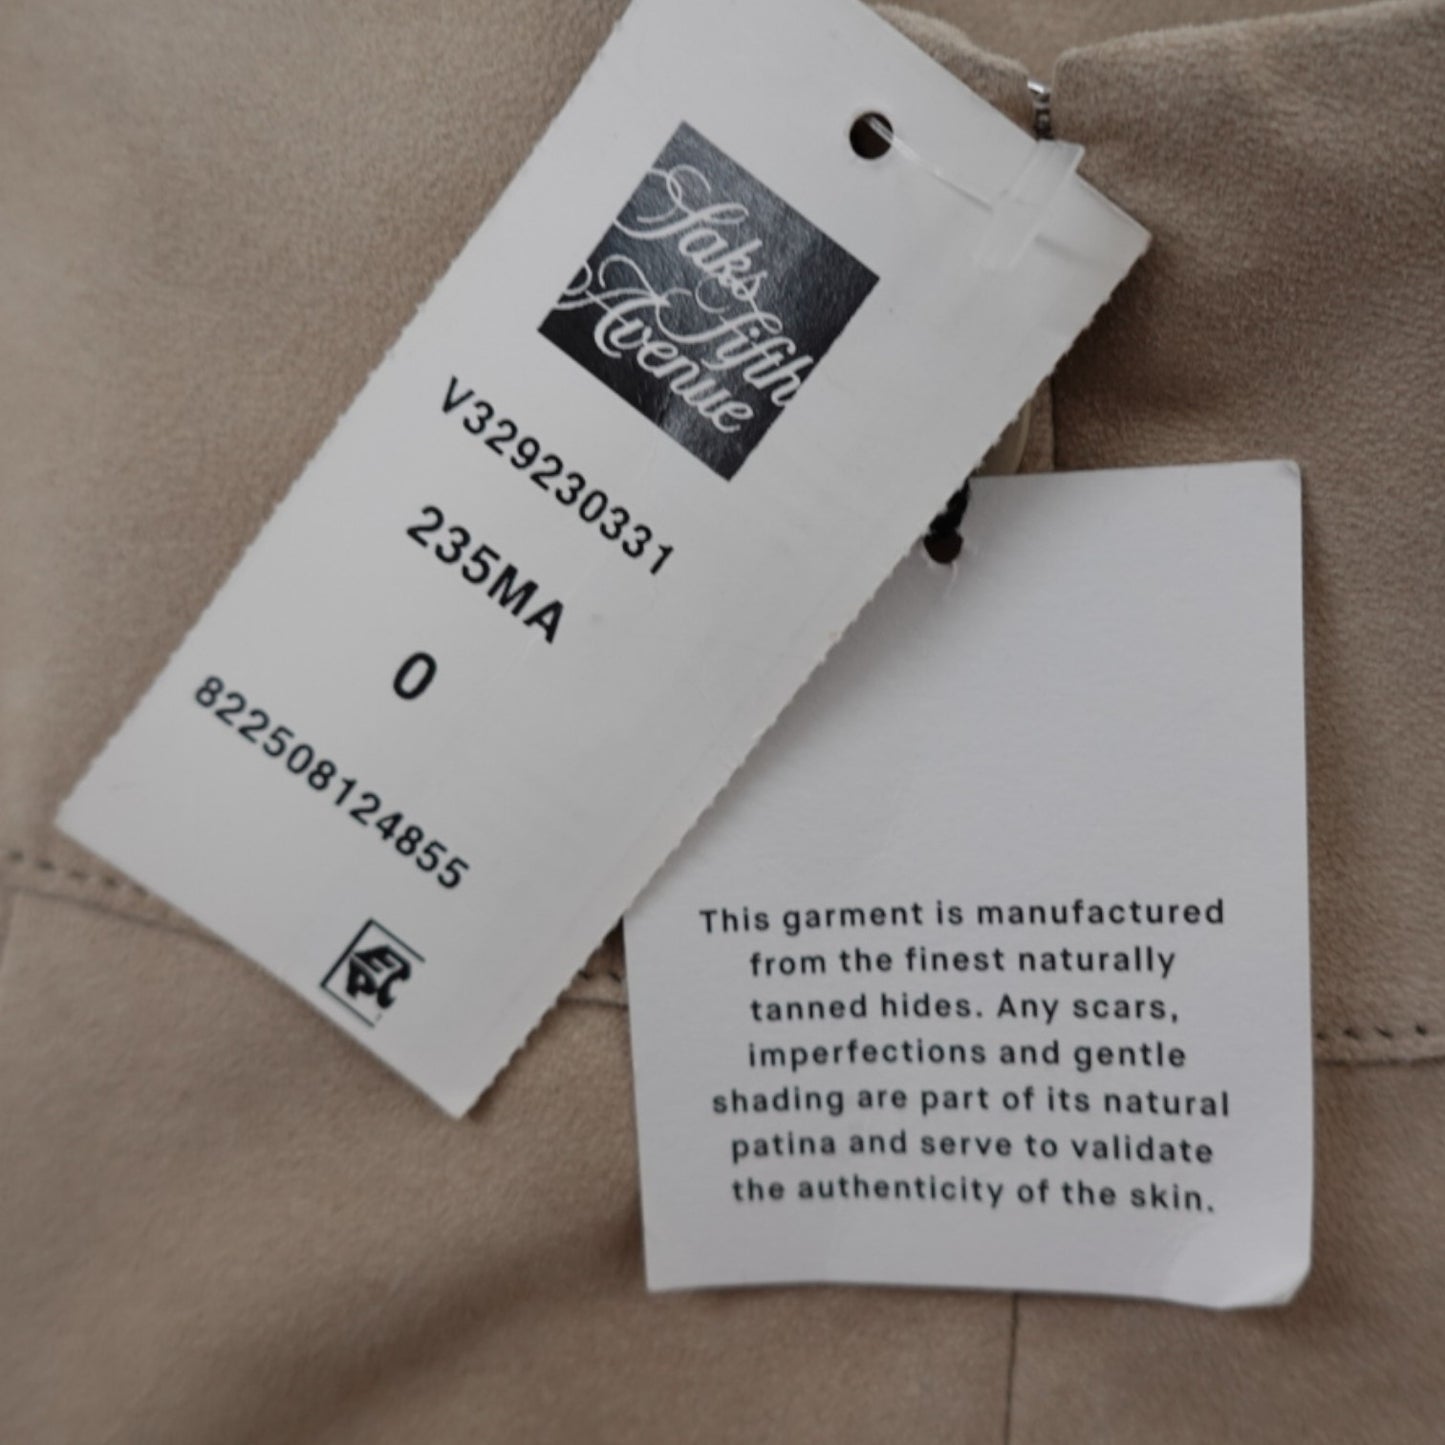 Saks
Fifth
Avenue
V329230331
235MA
0
822508124855
This garment is manufactured
from the finest naturally
tanned hides. Any scars,
imperfections and gentle
shading are part of its natural
patina and serve to validate
the authenticity of the skin.